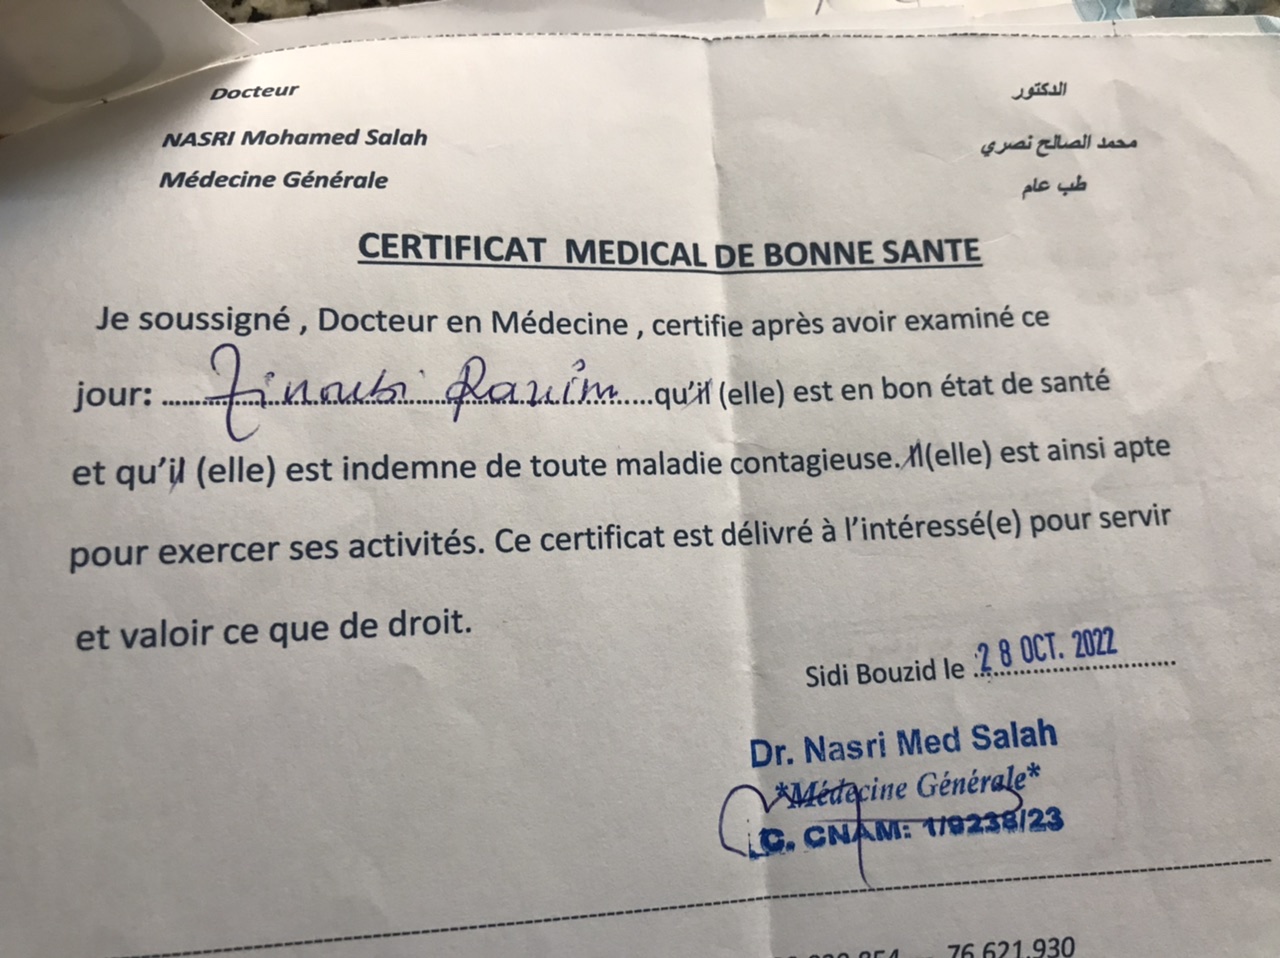 Docteur
الدكتور
NASRI Mohamed Salah
محمد الصالح نصري
Médecine Générale
طب عام
CERTIFICAT MEDICAL DE BONNE SANTE
Je soussigné , Docteur en Médecine , certifie après avoir examiné ce
jour: ........Zinoubi Ranim......qu'il (elle) est en bon état de santé
et qu'il (elle) est indemne de toute maladie contagieuse. Il(elle) est ainsi apte
pour exercer ses activités. Ce certificat est délivré à l'intéressé(e) pour servir
et valoir ce que de droit.
Sidi Bouzid le 28 OCT. 2022
Dr. Nasri Med Salah
*Médecine Générale*
C. CNAM: 1/9238/23
76.621.930